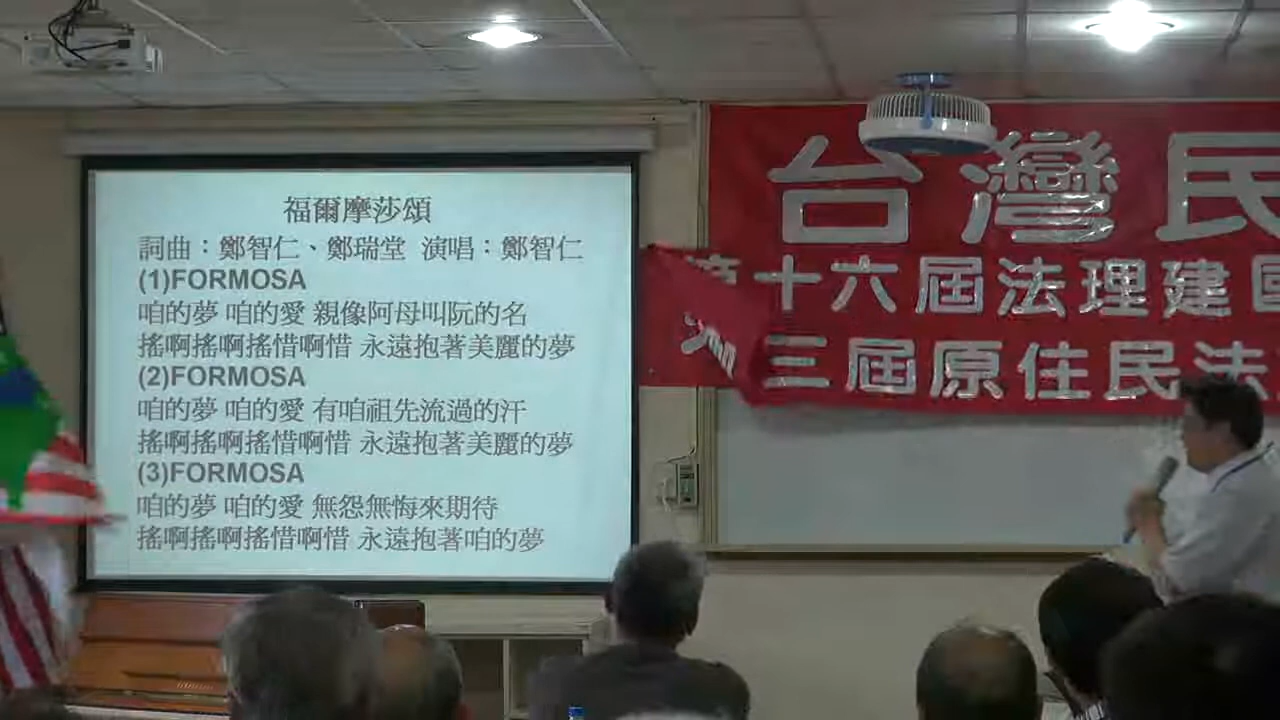 福爾摩莎頌
詞曲：鄭智仁、鄭瑞堂 演唱：鄭智仁
(1)FORMOSA
咱的夢 咱的愛 親像阿母叫阮的名
搖啊搖啊搖惜啊惜 永遠抱著美麗的夢
(2)FORMOSA
咱的夢 咱的愛 有咱祖先流過的汗
搖啊搖啊搖惜啊惜 永遠抱著美麗的夢
(3)FORMOSA
咱的夢 咱的愛 無怨無悔來期待
搖啊搖啊搖惜啊惜 永遠抱著咱的夢
台灣民
十六屆法理建國
三屆原住民法